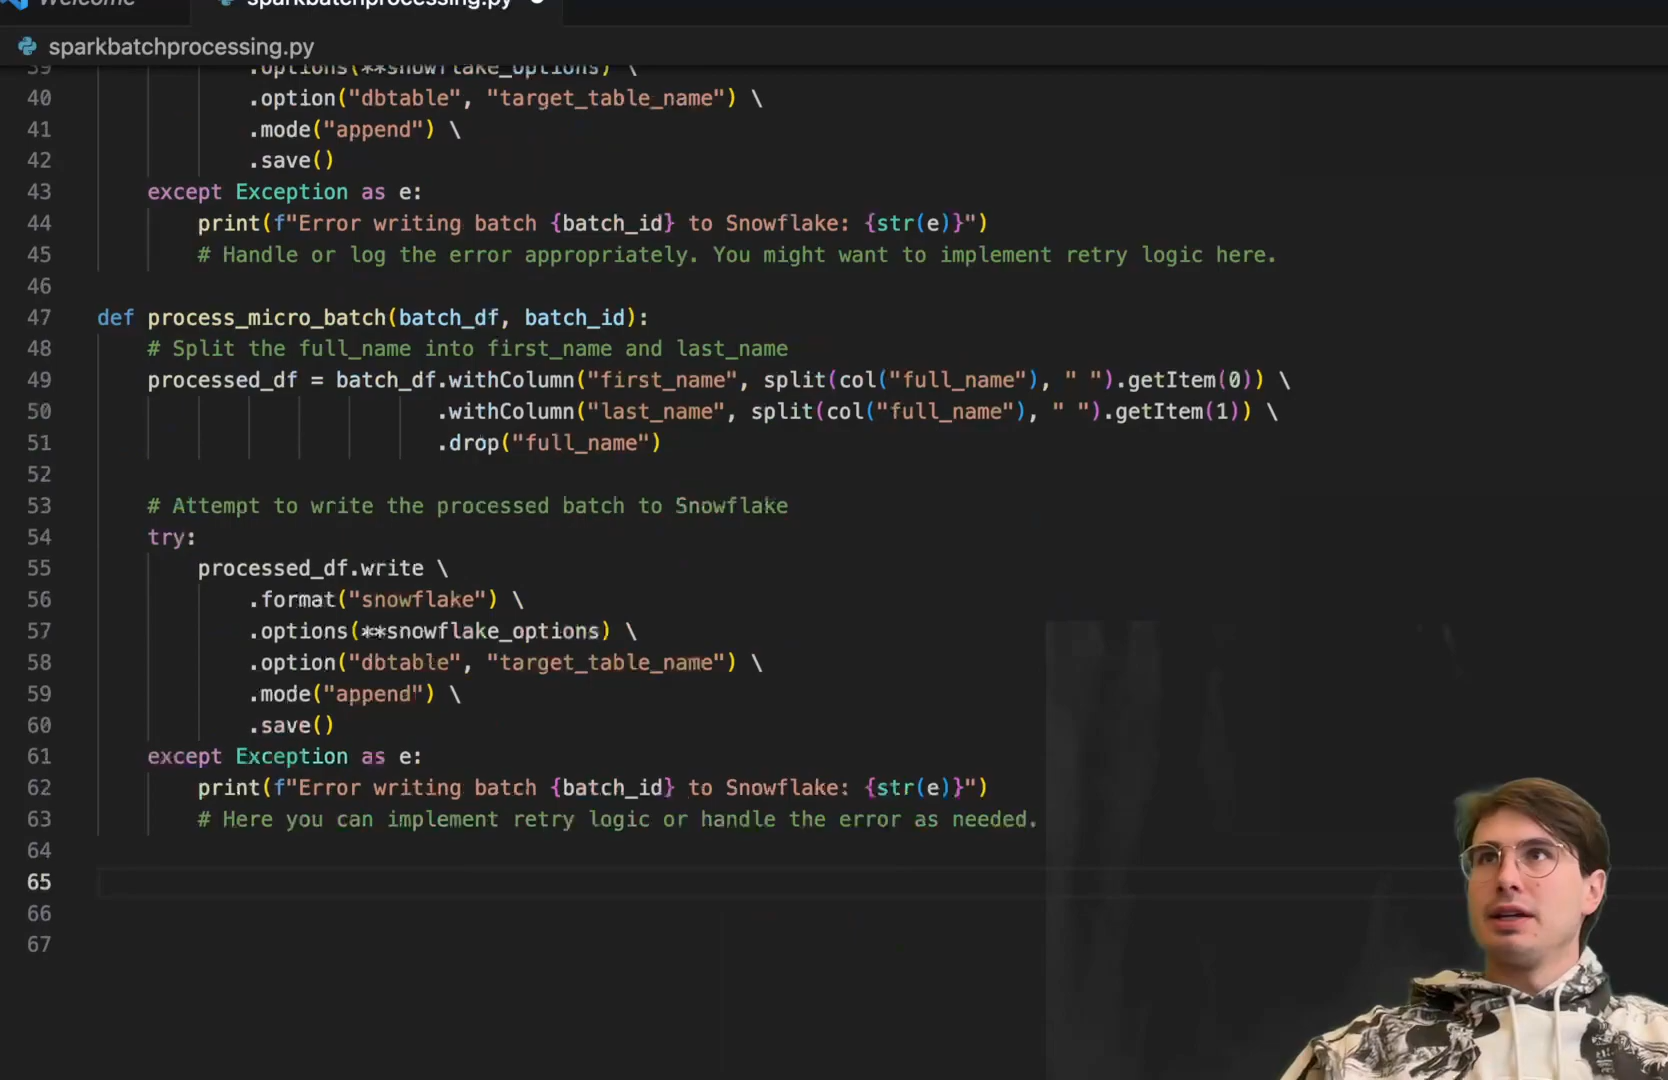 Welcome sparkbatchprocessing.py
sparkbatchprocessing.py
39 .options(**snowflake_options) \
40 .option("dbtable", "target_table_name") \
41 .mode("append") \
42 .save()
43 except Exception as e:
44 print(f"Error writing batch {batch_id} to Snowflake: {str(e)}")
45 # Handle or log the error appropriately. You might want to implement retry logic here.
46
47 def process_micro_batch(batch_df, batch_id):
48 # Split the full_name into first_name and last_name
49 processed_df = batch_df.withColumn("first_name", split(col("full_name"), " ").getItem(0)) \
50 .withColumn("last_name", split(col("full_name"), " ").getItem(1)) \
51 .drop("full_name")
52
53 # Attempt to write the processed batch to Snowflake
54 try:
55 processed_df.write \
56 .format("snowflake") \
57 .options(**snowflake_options) \
58 .option("dbtable", "target_table_name") \
59 .mode("append") \
60 .save()
61 except Exception as e:
62 print(f"Error writing batch {batch_id} to Snowflake: {str(e)}")
63 # Here you can implement retry logic or handle the error as needed.
64
65
66
67